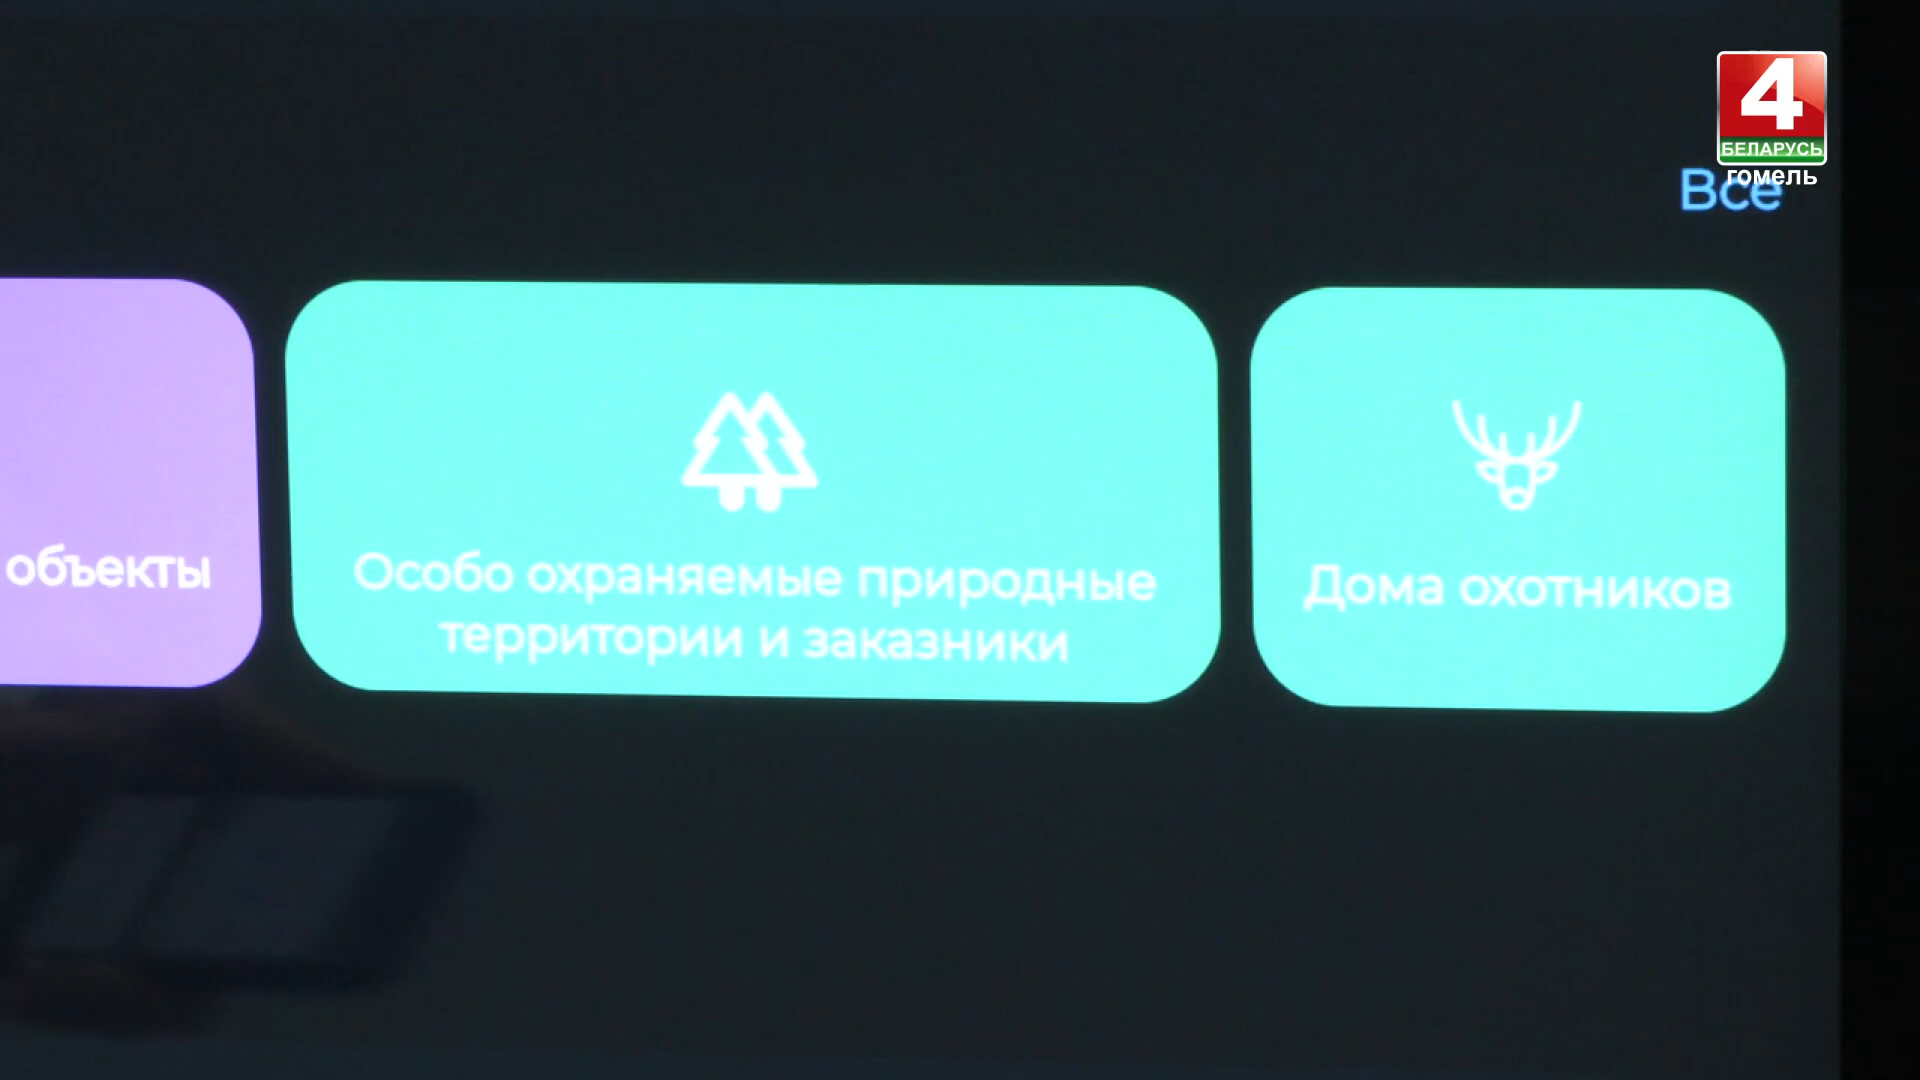 4
БЕЛАРУСЬ
гомель
Все
объекты
Особо охраняемые природные
территории и заказники
Дома охотников